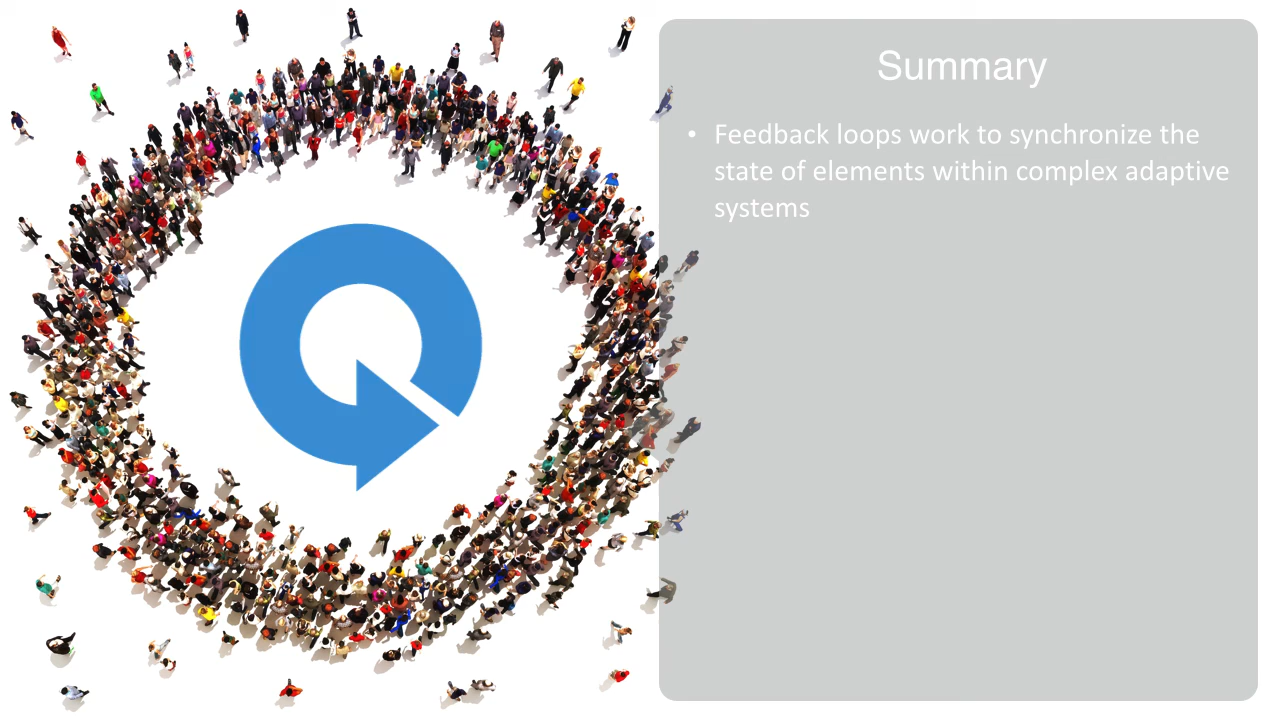 Summary
• Feedback loops work to synchronize the
state of elements within complex adaptive
systems